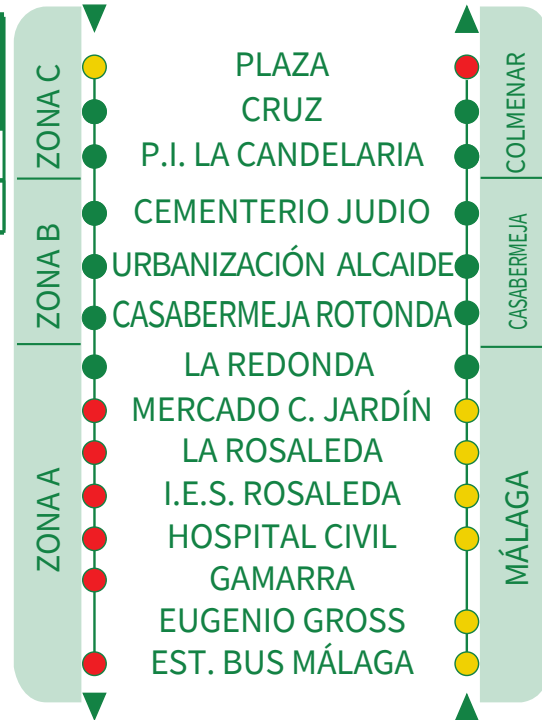 ZONA C
ZONA B
ZONA A
PLAZA
CRUZ
P.I. LA CANDELARIA
CEMENTERIO JUDIO
URBANIZACIÓN ALCAIDE
CASABERMEJA ROTONDA
LA REDONDA
MERCADO C. JARDÍN
LA ROSALEDA
I.E.S. ROSALEDA
HOSPITAL CIVIL
GAMARRA
EUGENIO GROSS
EST. BUS MÁLAGA
COLMENAR
CASABERMEJA
MÁLAGA